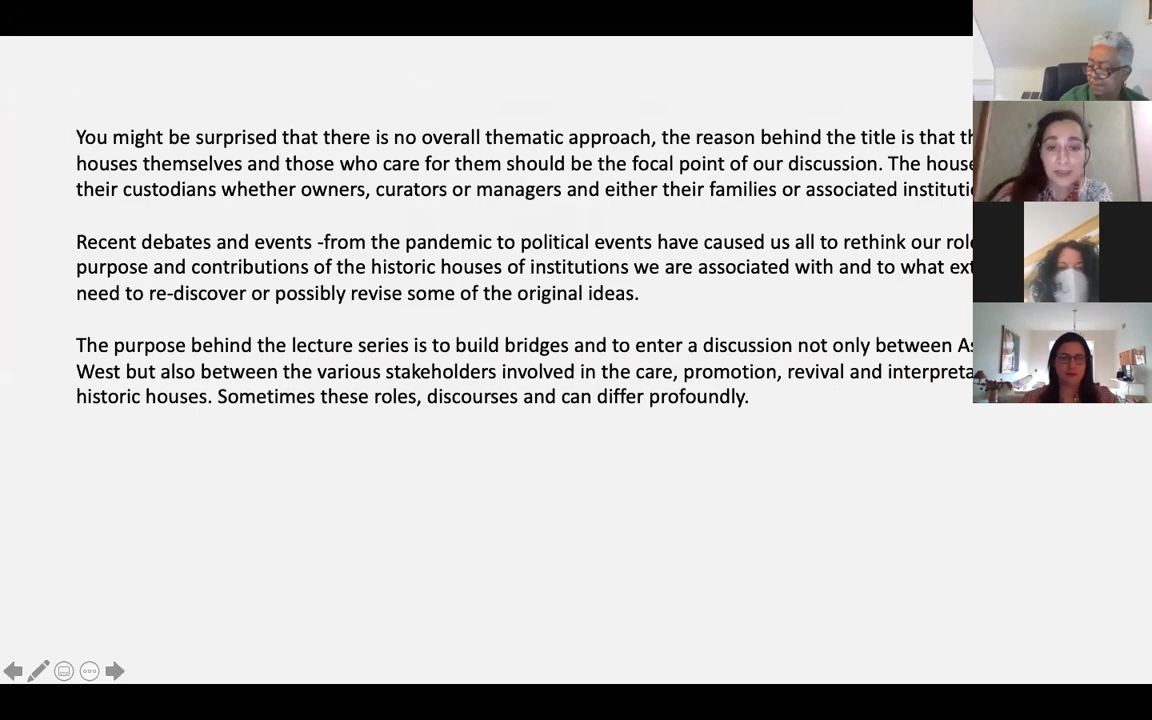 You might be surprised that there is no overall thematic approach, the reason behind the title is that
houses themselves and those who care for them should be the focal point of our discussion. The
their custodians whether owners, curators or managers and either their families or associated
Recent debates and events -from the pandemic to political events have caused us all to rethink our
purpose and contributions of the historic houses of institutions we are associated with and to what
need to re-discover or possibly revise some of the original ideas.
The purpose behind the lecture series is to build bridges and to enter a discussion not only between
West but also between the various stakeholders involved in the care, promotion, revival and
historic houses. Sometimes these roles, discourses and can differ profoundly.